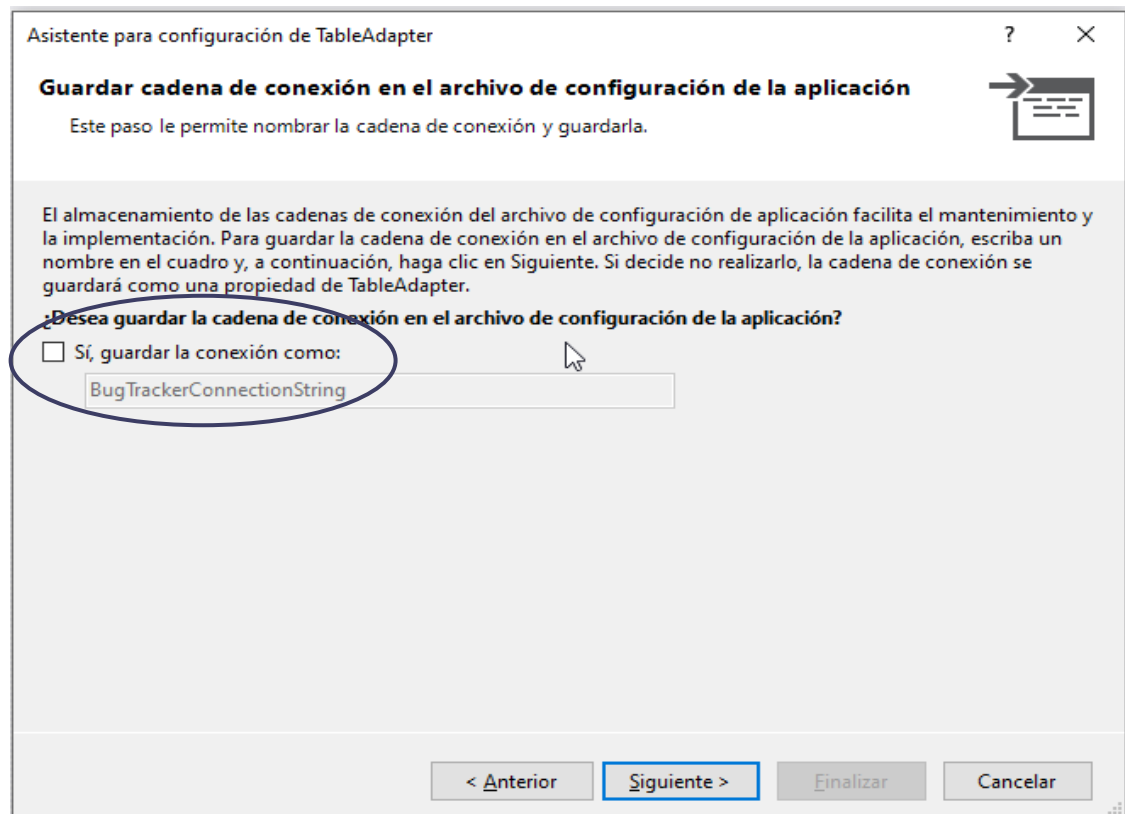 Asistente para configuración de TableAdapter
?
Guardar cadena de conexión en el archivo de configuración de la aplicación
Este paso le permite nombrar la cadena de conexión y guardarla.
El almacenamiento de las cadenas de conexión del archivo de configuración de aplicación facilita el mantenimiento y
la implementación. Para guardar la cadena de conexión en el archivo de configuración de la aplicación, escriba un
nombre en el cuadro y, a continuación, haga clic en Siguiente. Si decide no realizarlo, la cadena de conexión se
guardará como una propiedad de TableAdapter.
¿Desea guardar la cadena de conexión en el archivo de configuración de la aplicación?
Sí, guardar la conexión como:
BugTrackerConnectionString
< Anterior
Siguiente >
Finalizar
Cancelar